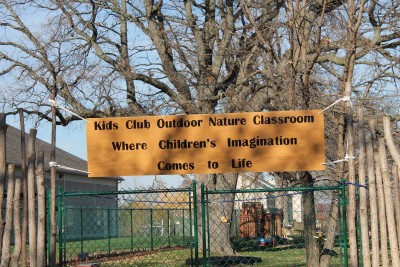 Kids Club Outdoor Nature Classroom
Where Children's Imagination
Comes to Life